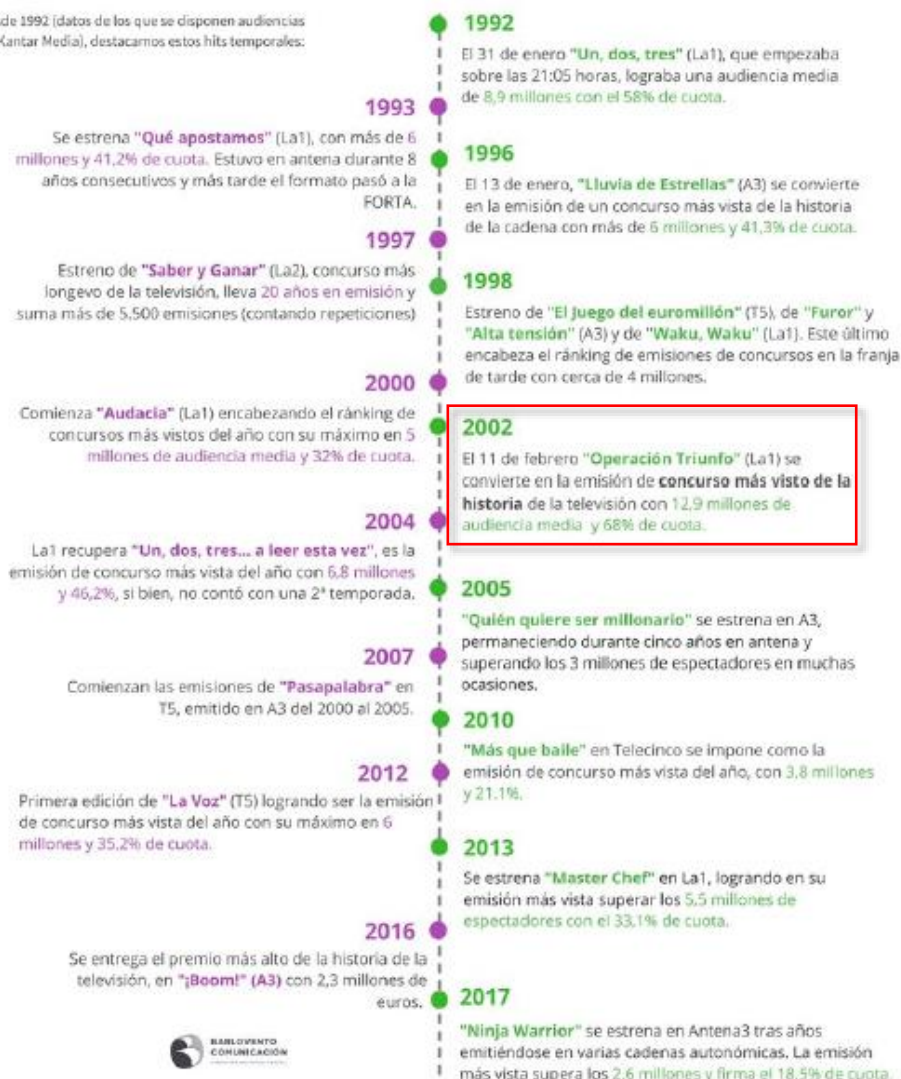 de 1992 (datos de los que se disponen audiencias
Kantar Media), destacamos estos hits temporales:
1992
El 31 de enero "Un, dos, tres" (La1), que empezaba
sobre las 21:05 horas, lograba una audiencia media
de 8,9 millones con el 58% de cuota.
1993
Se estrena "Qué apostamos" (La1), con más de 6
millones y 41,2% de cuota. Estuvo en antena durante 8
años consecutivos y más tarde el formato pasó a la
FORTA.
1996
El 13 de enero, "Lluvia de Estrellas" (A3) se convierte
en la emisión de un concurso más vista de la historia
de la cadena con más de 6 millones y 41,3% de cuota.
1997
Estreno de "Saber y Ganar" (La2), concurso más
longevo de la televisión, lleva 20 años en emisión y
suma más de 5.500 emisiones (contando repeticiones)
1998
Estreno de "El Juego del euromillón" (T5), de "Furor" y
"Alta tensión" (A3) y de "Waku, Waku" (La1). Este último
encabeza el ránking de emisiones de concursos en la franja
de tarde con cerca de 4 millones.
2000
Comienza "Audacia" (La1) encabezando el ránking de
concursos más vistos del año con su máximo en 5
millones de audiencia media y 32% de cuota.
2002
El 11 de febrero "Operación Triunfo" (La1) se
convierte en la emisión de concurso más visto de la
historia de la televisión con 12,9 millones de
audiencia media y 68% de cuota.
2004
La1 recupera "Un, dos, tres... a leer esta vez", es la
emisión de concurso más vista del año con 6,8 millones
y 46,2%, si bien, no contó con una 2ª temporada.
2005
"Quién quiere ser millonario" se estrena en A3,
permaneciendo durante cinco años en antena y
superando los 3 millones de espectadores en muchas
ocasiones.
2007
Comienzan las emisiones de "Pasapalabra" en
T5, emitido en A3 del 2000 al 2005.
2010
"Más que baile" en Telecinco se impone como la
emisión de concurso más vista del año, con 3,8 millones
y 21.1%.
2012
Primera edición de "La Voz" (T5) logrando ser la emisión
de concurso más vista del año con su máximo en 6
millones y 35,2% de cuota.
2013
Se estrena "Master Chef" en La1, logrando en su
emisión más vista superar los 5,5 millones de
espectadores con el 33,1% de cuota.
2016
Se entrega el premio más alto de la historia de la
televisión, en "¡Boom!" (A3) con 2,3 millones de
euros.
2017
"Ninja Warrior" se estrena en Antena3 tras años
emitiéndose en varias cadenas autonómicas. La emisión
más vista supera los 2,6 millones y firma el 18,5% de cuota.
BARLOVENTO
COMUNICACIÓN